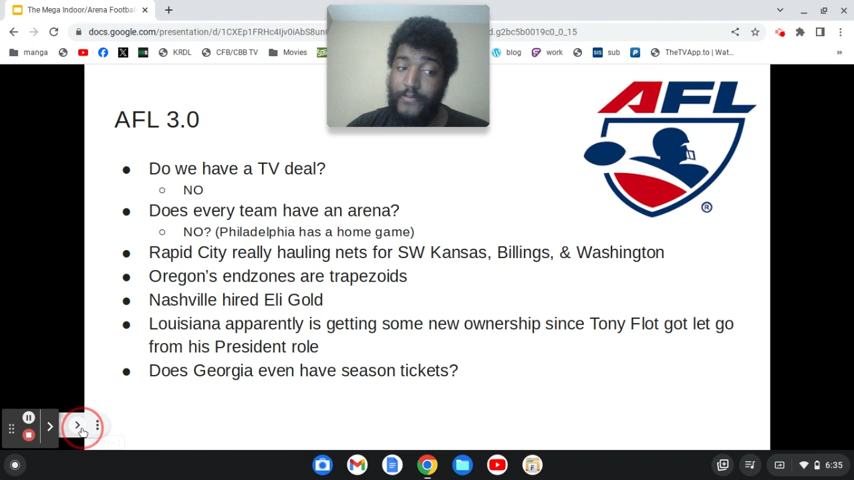 The Mega Indoor/Arena Footbal
docs.google.com/presentation/d/1CXEp1FRHc4Ijv0iAbS8un
d.g2bc5b0019c0_0_15
manga
KRDL
CFB/CBB TV
Movies
blog
work
sis
sub
TheTVApp.to | Wat...
»
AFL
AFL 3.0
● Do we have a TV deal?
○ NO
● Does every team have an arena?
○ NO? (Philadelphia has a home game)
● Rapid City really hauling nets for SW Kansas, Billings, & Washington
● Oregon's endzones are trapezoids
● Nashville hired Eli Gold
● Louisiana apparently is getting some new ownership since Tony Flot got let go
from his President role
● Does Georgia even have season tickets?
®
6:35